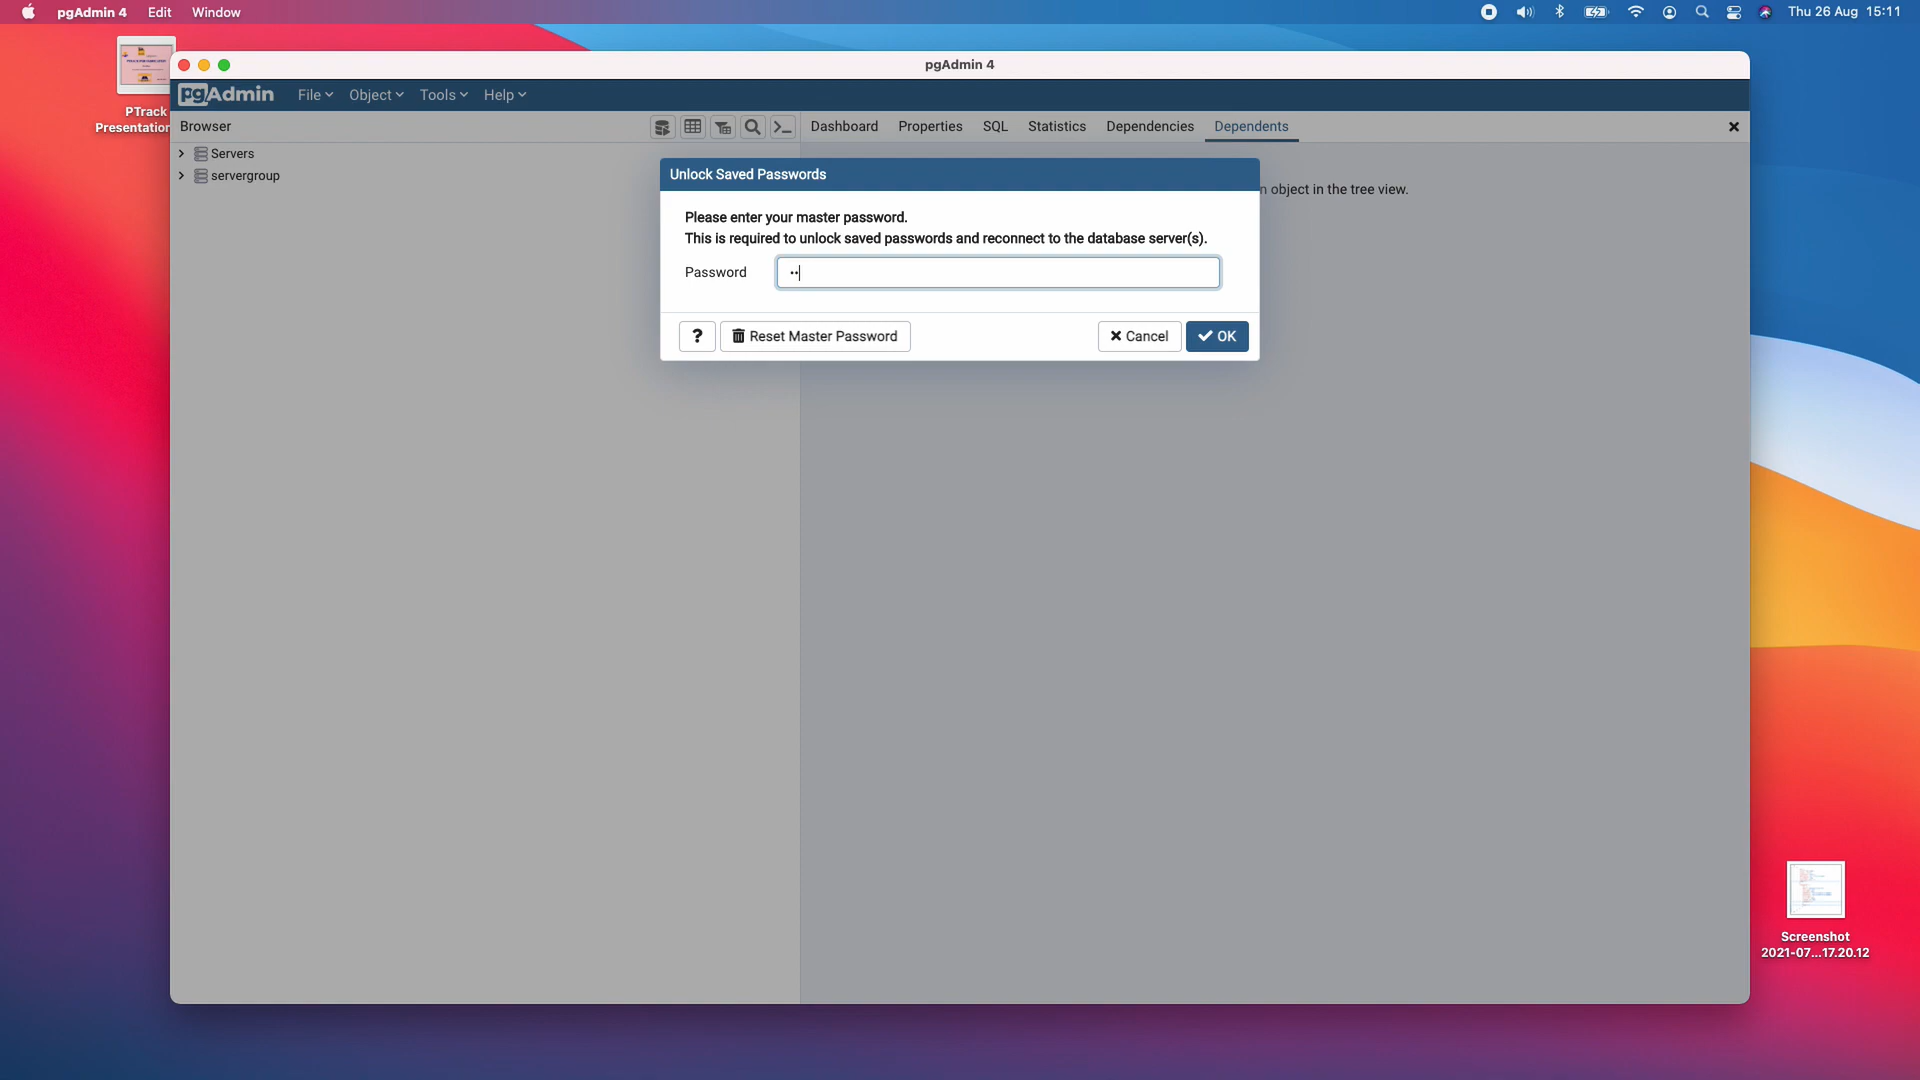 pgAdmin 4 Edit Window Thu 26 Aug 15:11
pgAdmin 4
pgAdmin File Object Tools Help
PTrack
Presentation
Browser Dashboard Properties SQL Statistics Dependencies Dependents
Servers
servergroup
Unlock Saved Passwords
n object in the tree view.
Please enter your master password.
This is required to unlock saved passwords and reconnect to the database server(s).
Password ••
? Reset Master Password Cancel OK
Screenshot
2021-07...17.20.12